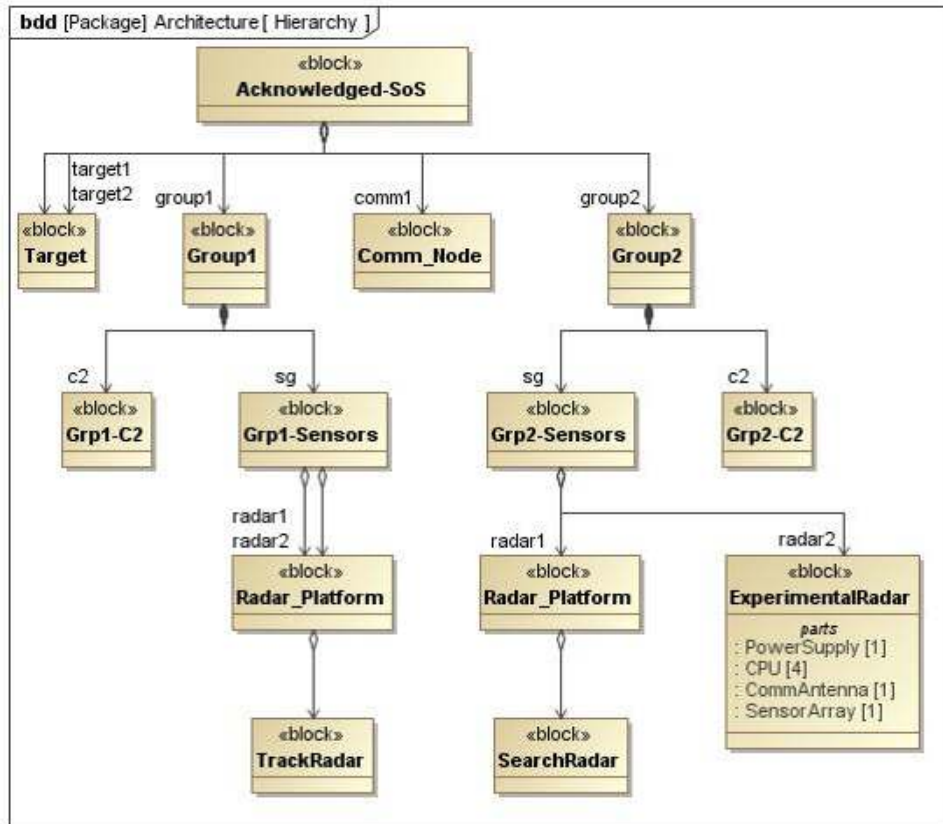 bdd [Package] Architecture [ Hierarchy ]
«block»
Acknowledged-SoS
target1
target2
group1
comm1
group2
«block»
Target
«block»
Group1
«block»
Comm_Node
«block»
Group2
c2
sg
sg
c2
«block»
Grp1-C2
«block»
Grp1-Sensors
«block»
Grp2-Sensors
«block»
Grp2-C2
radar1
radar2
radar1
radar2
«block»
Radar_Platform
«block»
Radar_Platform
«block»
ExperimentalRadar
parts
: PowerSupply [1]
: CPU [4]
: CommAntenna [1]
: SensorArray [1]
«block»
TrackRadar
«block»
SearchRadar